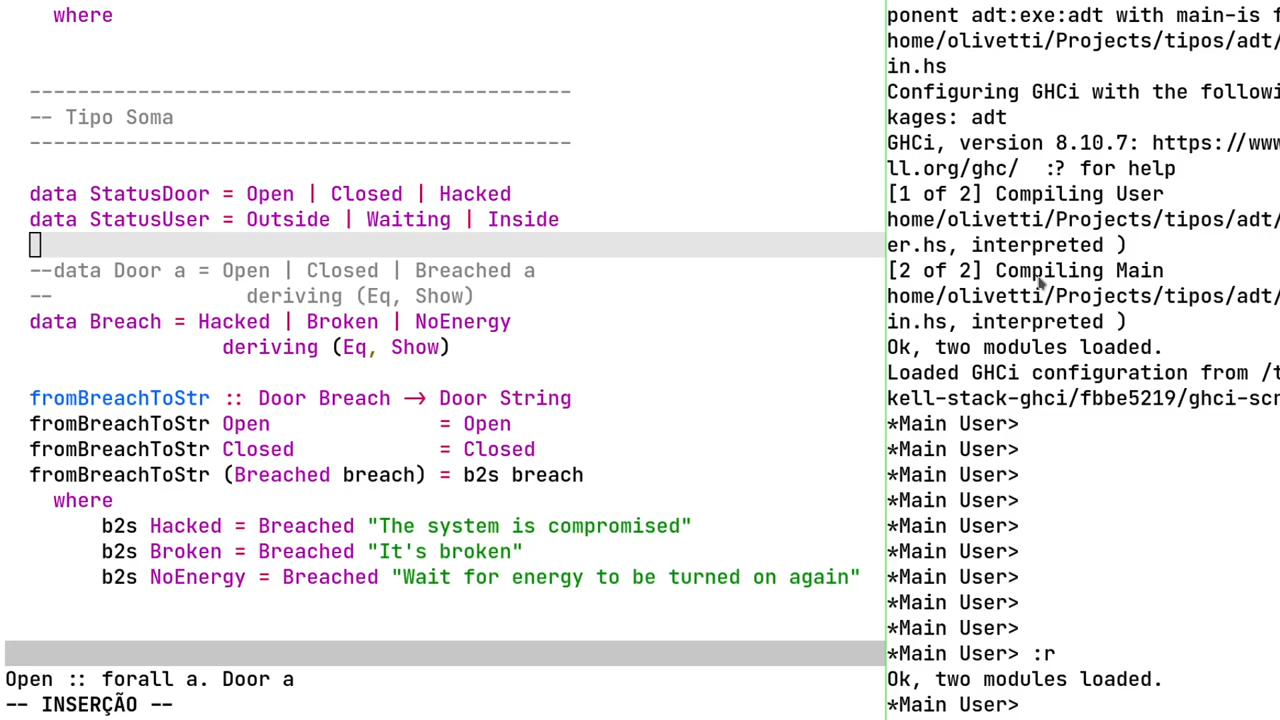 where
-- Tipo Soma
data StatusDoor = Open | Closed | Hacked
data StatusUser = Outside | Waiting | Inside
--data Door a = Open | Closed | Breached a
-- deriving (Eq, Show)
data Breach = Hacked | Broken | NoEnergy
deriving (Eq, Show)
fromBreachToStr :: Door Breach -> Door String
fromBreachToStr Open = Open
fromBreachToStr Closed = Closed
fromBreachToStr (Breached breach) = b2s breach
where
b2s Hacked = Breached "The system is compromised"
b2s Broken = Breached "It's broken"
b2s NoEnergy = Breached "Wait for energy to be turned on again"
Open :: forall a. Door a
-- INSERÇÃO --
ponent adt:exe:adt with main-is f
home/olivetti/Projects/tipos/adt/
in.hs
Configuring GHCi with the followi
kages: adt
GHCi, version 8.10.7: https://www
ll.org/ghc/ :? for help
[1 of 2] Compiling User
home/olivetti/Projects/tipos/adt/
er.hs, interpreted )
[2 of 2] Compiling Main
home/olivetti/Projects/tipos/adt/
in.hs, interpreted )
Ok, two modules loaded.
Loaded GHCi configuration from /t
kell-stack-ghci/fbbe5219/ghci-scr
*Main User>
*Main User>
*Main User>
*Main User>
*Main User>
*Main User>
*Main User>
*Main User>
*Main User>
*Main User> :r
Ok, two modules loaded.
*Main User>